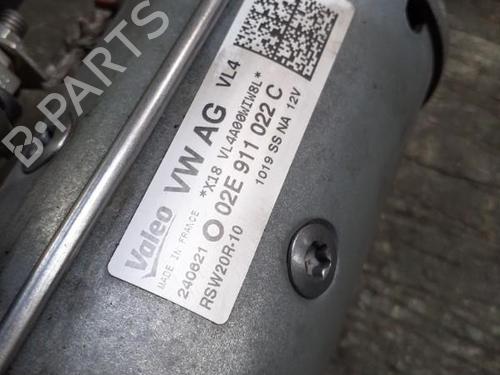 B-PARTS
Valeo VW AG VL4
MADE IN FRANCE *X18 VL4A00WIW8L*
240621 02E 911 022 C
RSW20R-10 1019 SS NA 12V